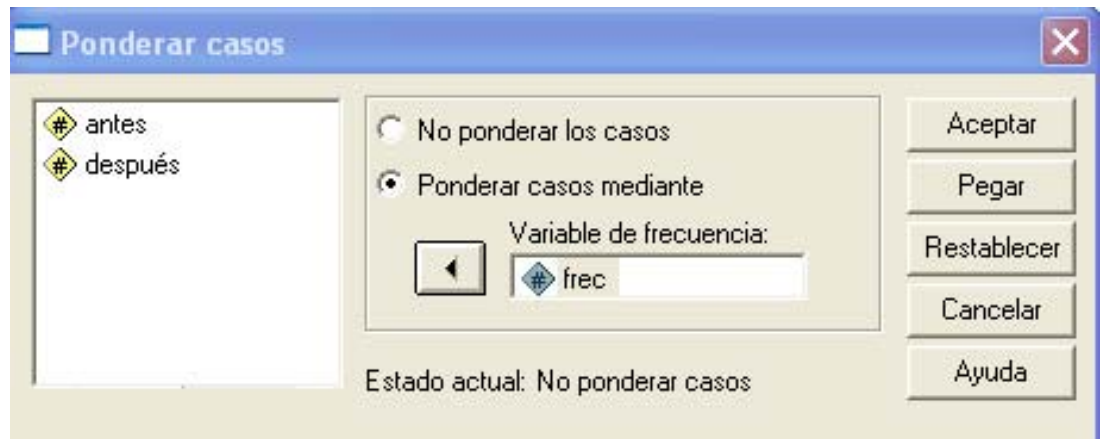 Ponderar casos
# antes
# después
No ponderar los casos
Ponderar casos mediante
Variable de frecuencia:
# frec
Estado actual: No ponderar casos
Aceptar
Pegar
Restablecer
Cancelar
Ayuda